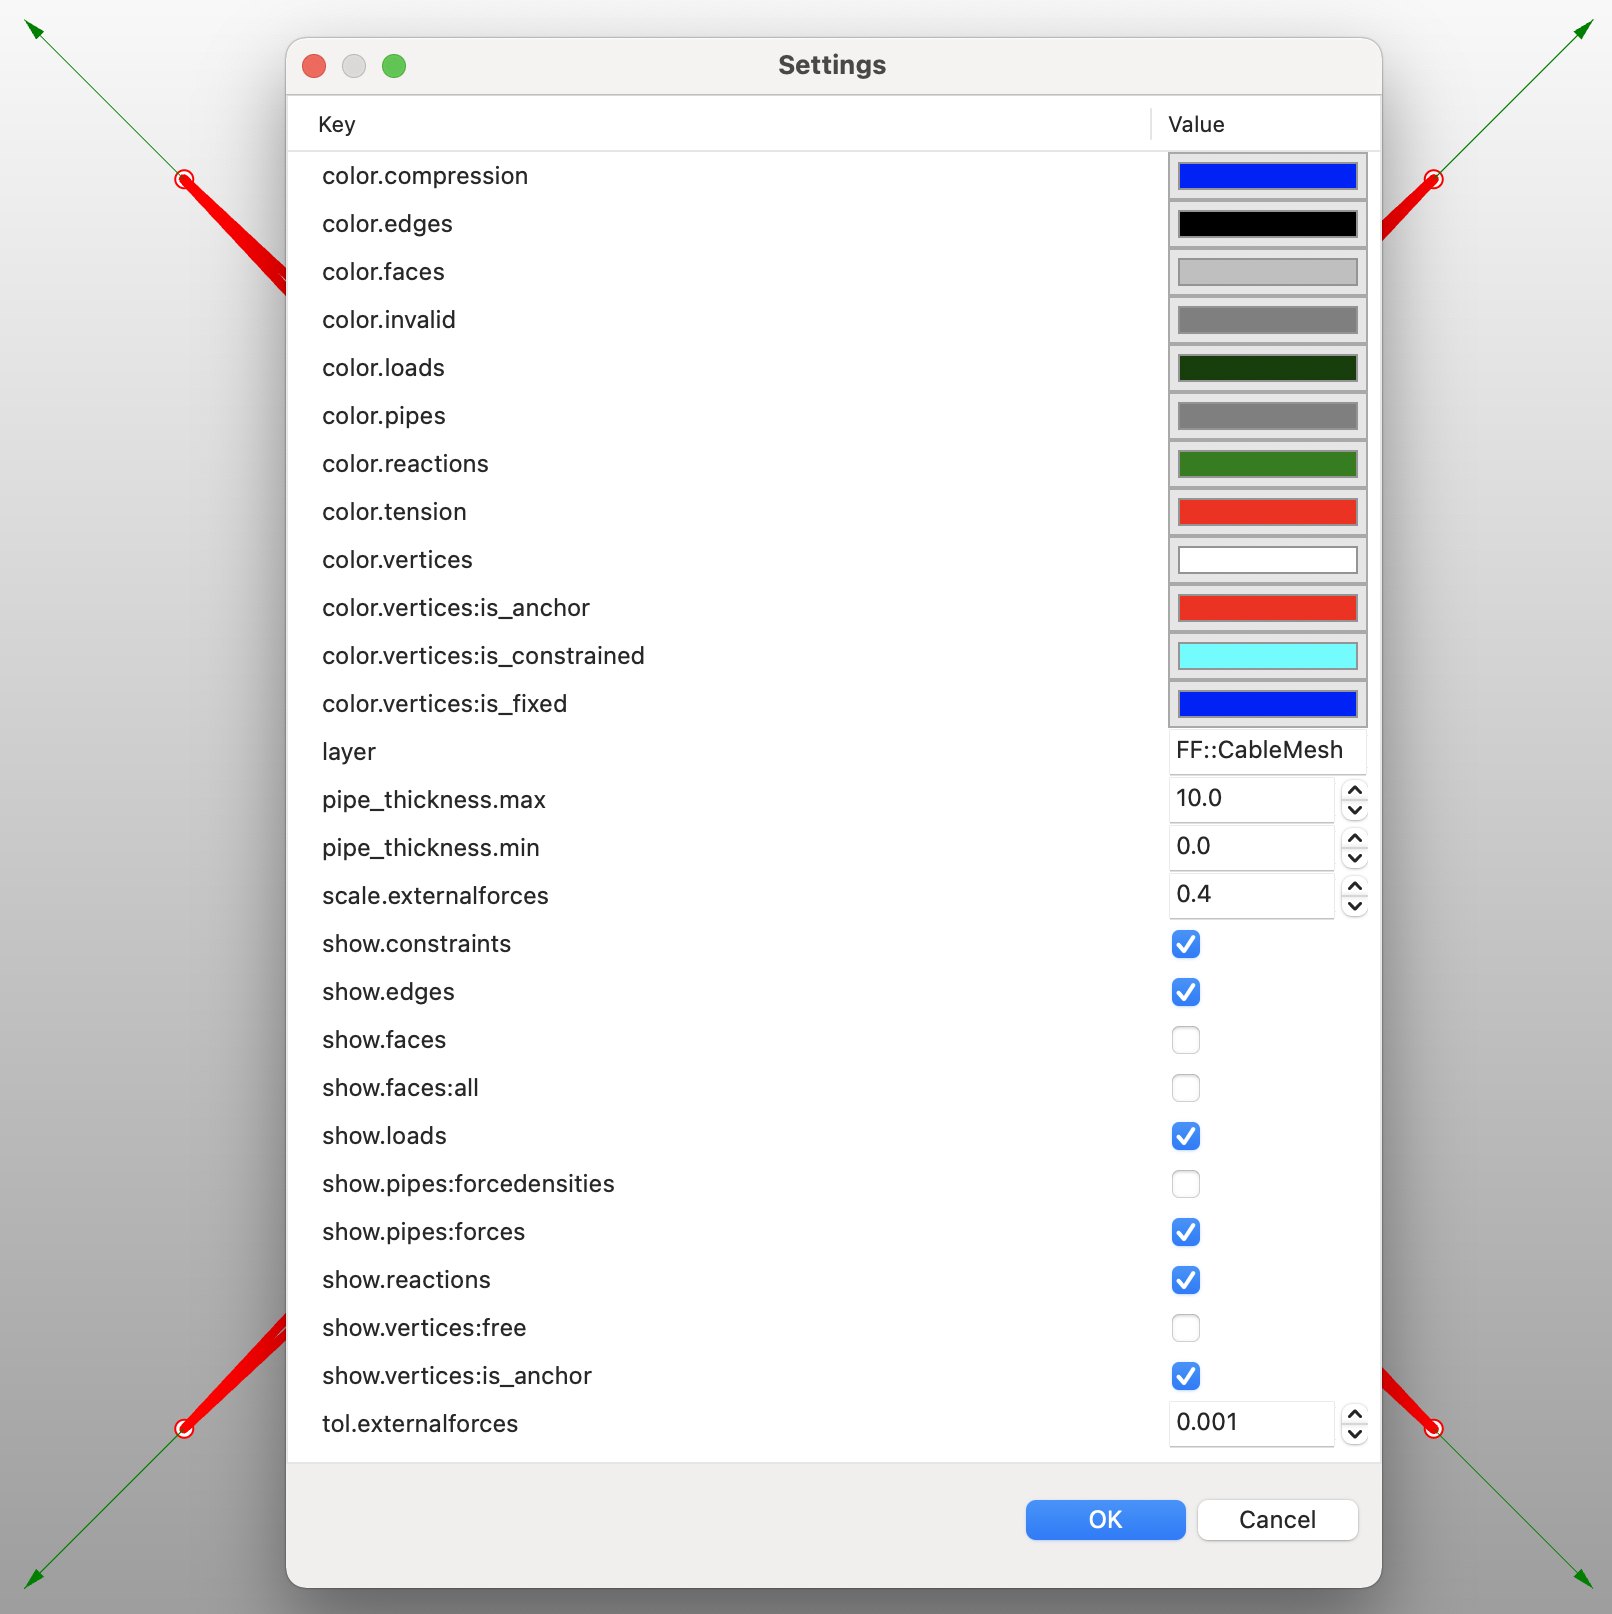 Settings
Key Value
color.compression
color.edges
color.faces
color.invalid
color.loads
color.pipes
color.reactions
color.tension
color.vertices
color.vertices:is_anchor
color.vertices:is_constrained
color.vertices:is_fixed
layer FF::CableMesh
pipe_thickness.max 10.0
pipe_thickness.min 0.0
scale.externalforces 0.4
show.constraints
show.edges
show.faces
show.faces:all
show.loads
show.pipes:forcedensities
show.pipes:forces
show.reactions
show.vertices:free
show.vertices:is_anchor
tol.externalforces 0.001
OK Cancel